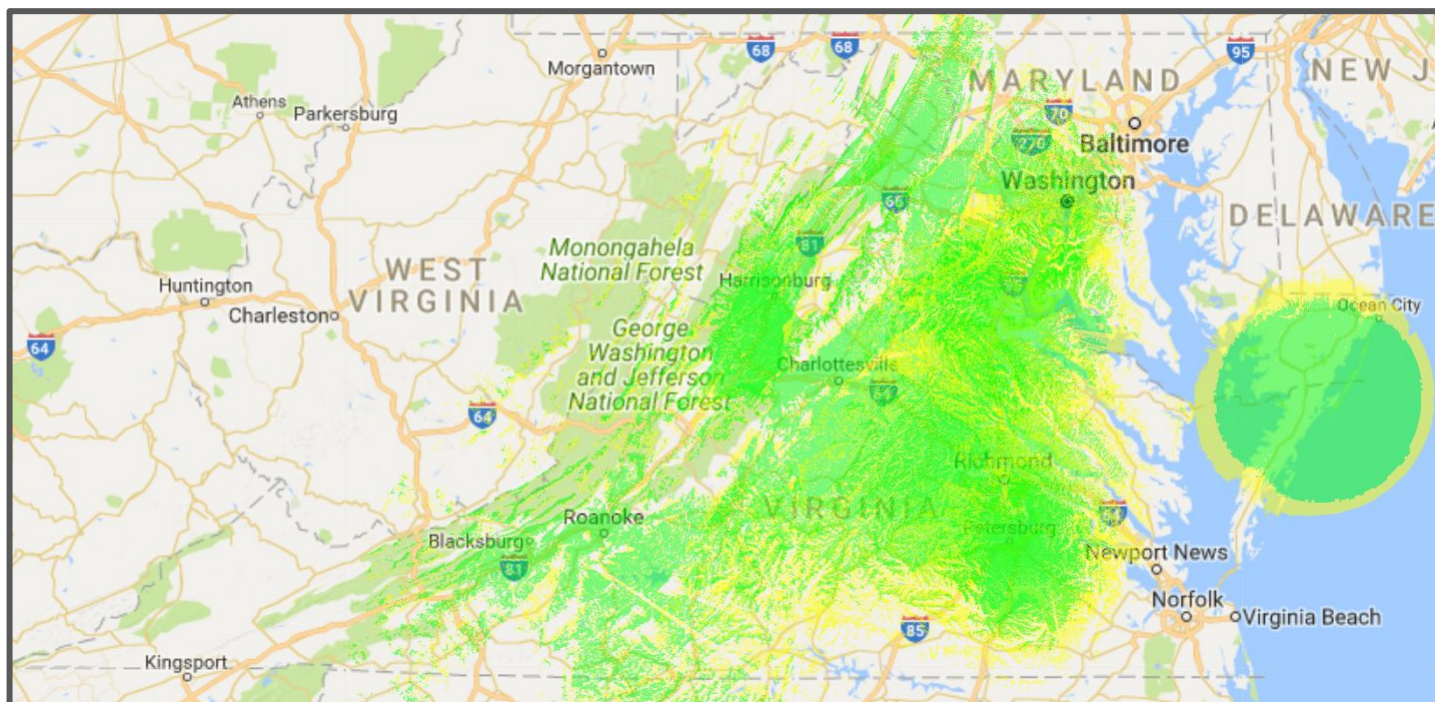 68
68
95
Morgantown
MARYLAND
NEW J
Athens
Parkersburg
70
270
Baltimore
Washington
66
DELAWARE
81
Monongahela
National Forest
WEST
VIRGINIA
Harrisonburg
Huntington
Charleston
Ocean City
64
George
Washington
and Jefferson
National Forest
Charlottesville
64
Richmond
VIRGINIA
Petersburg
Roanoke
Blacksburg
81
Newport News
Norfolk
Virginia Beach
85
Kingsport